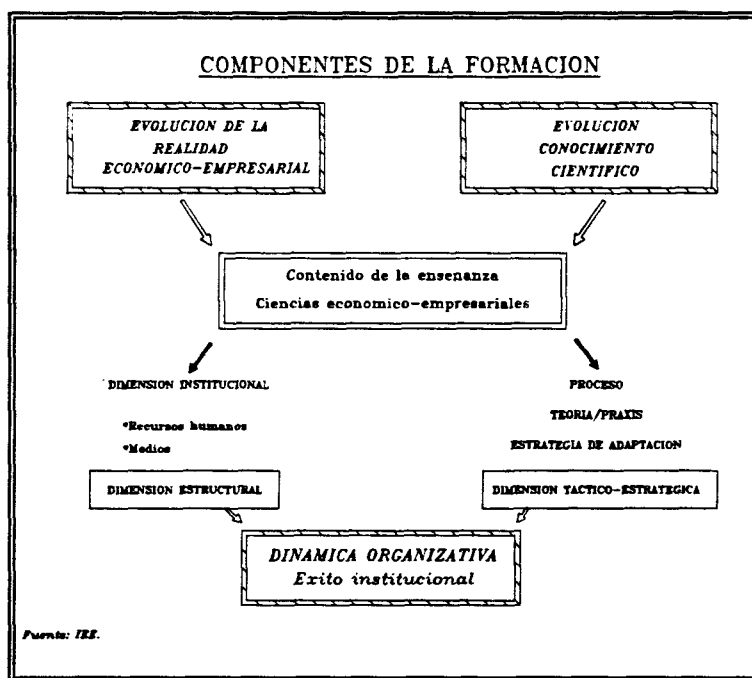 COMPONENTES DE LA FORMACION
EVOLUCION DE LA
REALIDAD
ECONOMICO-EMPRESARIAL
EVOLUCION
CONOCIMIENTO
CIENTIFICO
Contenido de la ensenanza
Ciencias economico-empresariales
DIMENSION INSTITUCIONAL
*Recursos humanos
*Medios
DIMENSION ESTRUCTURAL
PROCESO
TEORIA/PRAXIS
ESTRATEGIA DE ADAPTACION
DIMENSION TACTICO-ESTRATEGICA
DINAMICA ORGANIZATIVA
Exito institucional
Fuente: